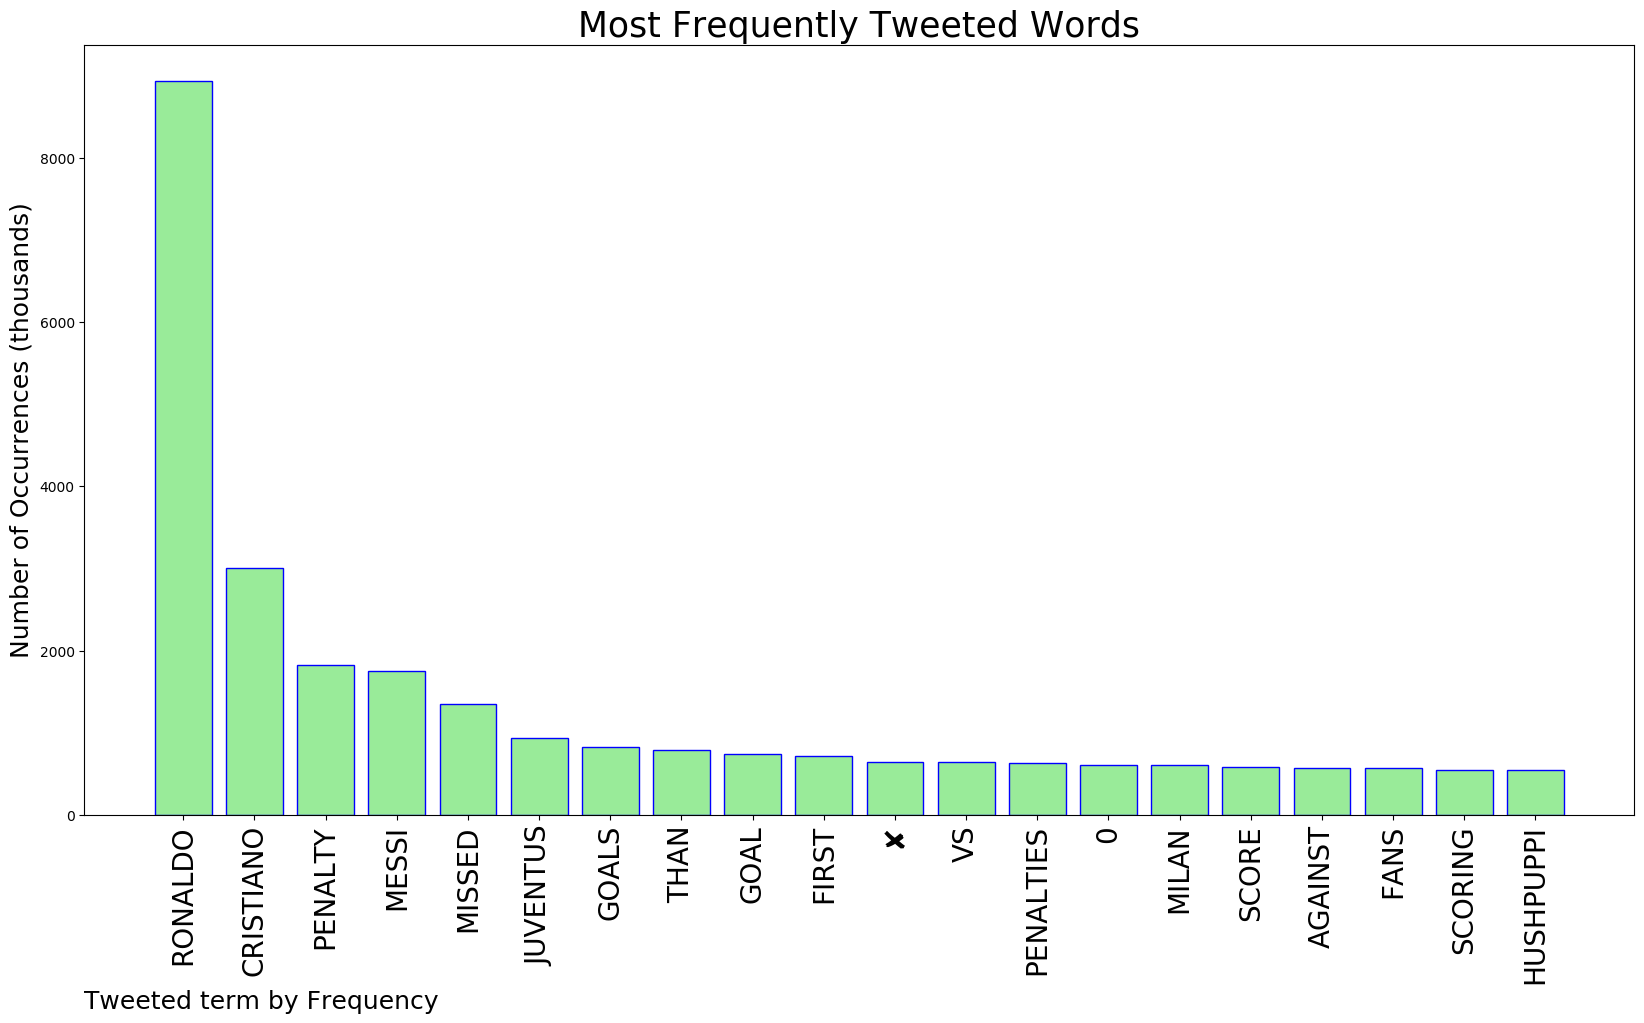 Most Frequently Tweeted Words
Number of Occurrences (thousands)
8000
6000
4000
2000
0
RONALDO
CRISTIANO
PENALTY
MESSI
MISSED
JUVENTUS
GOALS
THAN
GOAL
FIRST
✖
VS
PENALTIES
0
MILAN
SCORE
AGAINST
FANS
SCORING
HUSHPUPPI
Tweeted term by Frequency